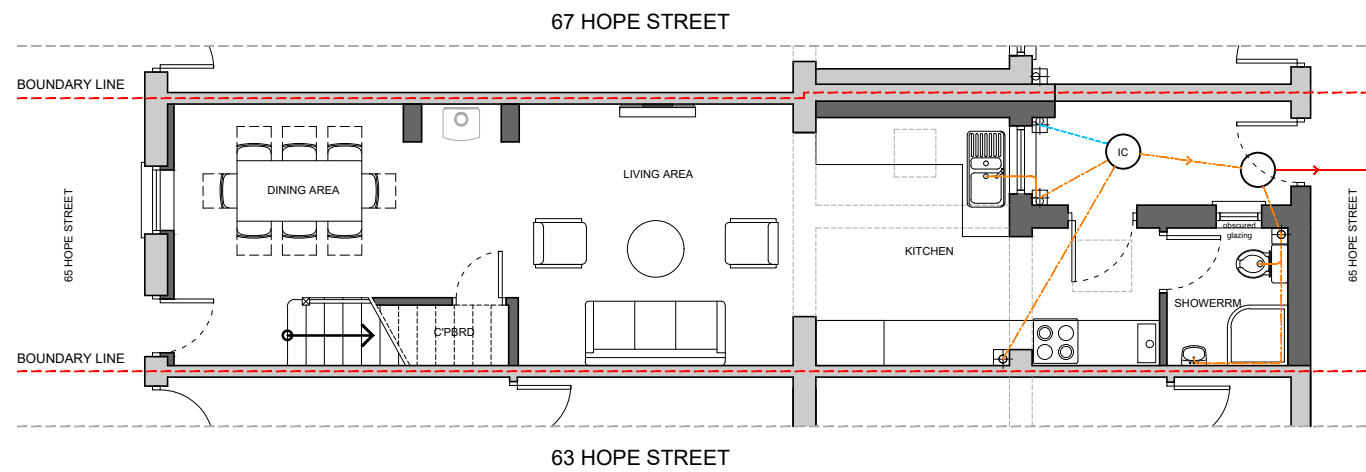 67 HOPE STREET
BOUNDARY LINE
IC
DINING AREA
LIVING AREA
65 HOPE STREET
65 HOPE STREET
obscured
glazing
KITCHEN
SHOWERRM
C'PBRD
BOUNDARY LINE
63 HOPE STREET